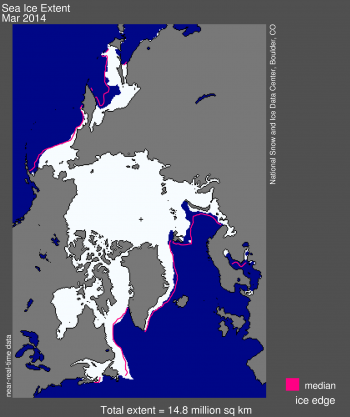 Sea Ice Extent
Mar 2014
National Snow and Ice Data Center, Boulder, CO
near-real-time data
median
ice edge
Total extent = 14.8 million sq km